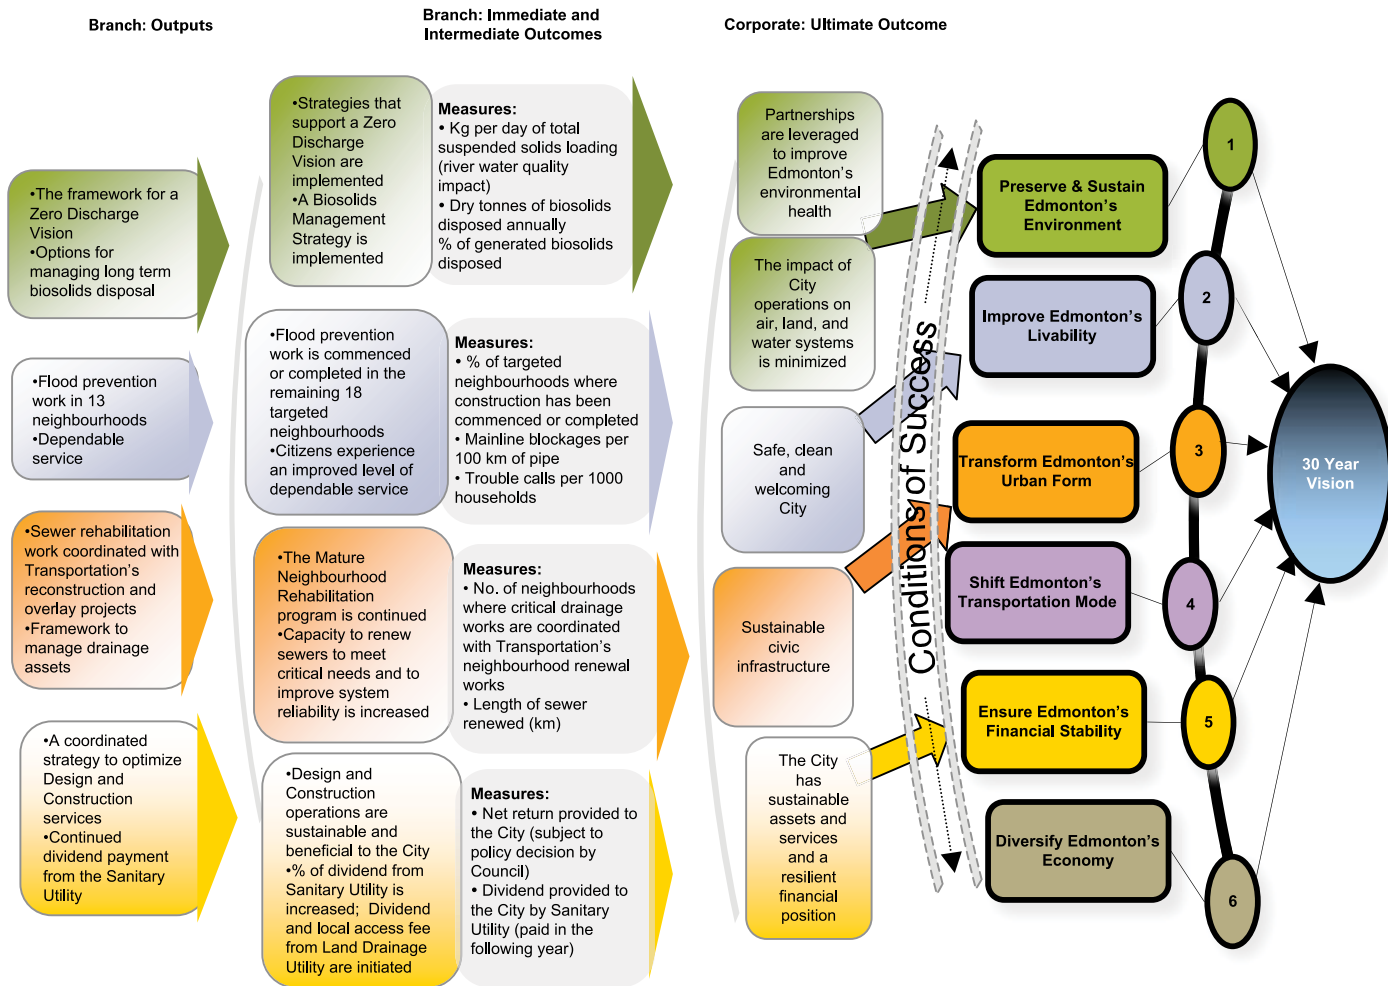 Branch: Outputs
Branch: Immediate and
Intermediate Outcomes
Corporate: Ultimate Outcome
•The framework for a
Zero Discharge
Vision
•Options for
managing long term
biosolids disposal
•Flood prevention
work in 13
neighbourhoods
•Dependable
service
•Sewer rehabilitation
work coordinated with
Transportation’s
reconstruction and
overlay projects
•Framework to
manage drainage
assets
•A coordinated
strategy to optimize
Design and
Construction
services
•Continued
dividend payment
from the Sanitary
Utility
•Strategies that
support a Zero
Discharge
Vision are
implemented
•A Biosolids
Management
Strategy is
implemented
Measures:
• Kg per day of total
suspended solids loading
(river water quality
impact)
• Dry tonnes of biosolids
disposed annually
% of generated biosolids
disposed
•Flood prevention
work is commenced
or completed in the
remaining 18
targeted
neighbourhoods
•Citizens experience
an improved level of
dependable service
Measures:
• % of targeted
neighbourhoods where
construction has been
commenced or completed
• Mainline blockages per
100 km of pipe
• Trouble calls per 1000
households
•The Mature
Neighbourhood
Rehabilitation
program is continued
•Capacity to renew
sewers to meet
critical needs and to
improve system
reliability is increased
Measures:
• No. of neighbourhoods
where critical drainage
works are coordinated
with Transportation’s
neighbourhood renewal
works
• Length of sewer
renewed (km)
•Design and
Construction
operations are
sustainable and
beneficial to the City
•% of dividend from
Sanitary Utility is
increased; Dividend
and local access fee
from Land Drainage
Utility are initiated
Measures:
• Net return provided to
the City (subject to
policy decision by
Council)
• Dividend provided to
the City by Sanitary
Utility (paid in the
following year)
Partnerships
are leveraged
to improve
Edmonton’s
environmental
health
The impact of
City
operations on
air, land, and
water systems
is minimized
Safe, clean
and
welcoming
City
Sustainable
civic
infrastructure
The City
has
sustainable
assets and
services
and a
resilient
financial
position
Conditions of Success
Preserve & Sustain
Edmonton’s
Environment
Improve Edmonton’s
Livability
Transform Edmonton’s
Urban Form
Shift Edmonton’s
Transportation Mode
Ensure Edmonton’s
Financial Stability
Diversify Edmonton’s
Economy
1
2
3
4
5
6
30 Year
Vision